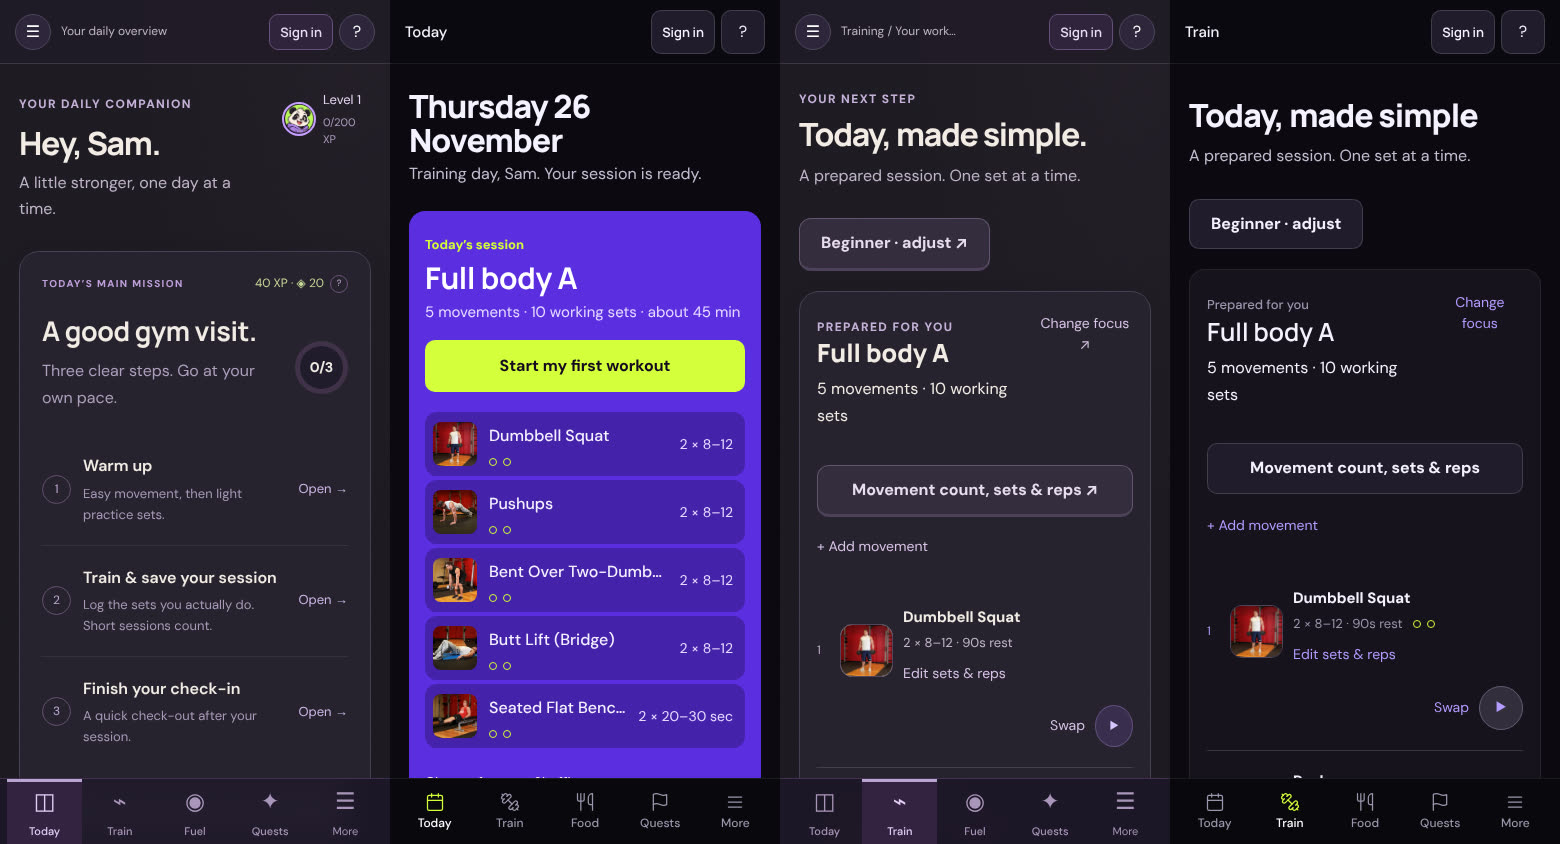 ☰ Your daily overview Sign in ?
YOUR DAILY COMPANION
Level 1
0/200
XP
Hey, Sam.
A little stronger, one day at a
time.
TODAY'S MAIN MISSION 40 XP · ◈ 20 ?
A good gym visit.
Three clear steps. Go at your
own pace.
0/3
1
Warm up
Easy movement, then light
practice sets.
Open →
2
Train & save your session
Log the sets you actually do.
Short sessions count.
Open →
3
Finish your check-in
A quick check-out after your
session.
Open →
Today Train Fuel Quests More
Today Sign in ?
Thursday 26
November
Training day, Sam. Your session is ready.
Today's session
Full body A
5 movements · 10 working sets · about 45 min
Start my first workout
Dumbbell Squat 2 × 8–12
Pushups 2 × 8–12
Bent Over Two-Dumb... 2 × 8–12
Butt Lift (Bridge) 2 × 8–12
Seated Flat Benc... 2 × 20–30 sec
Today Train Food Quests More
☰ Training / Your work... Sign in ?
YOUR NEXT STEP
Today, made simple.
A prepared session. One set at a time.
Beginner · adjust ↗
PREPARED FOR YOU
Full body A
Change focus
↗
5 movements · 10 working
sets
Movement count, sets & reps ↗
+ Add movement
1
Dumbbell Squat
2 × 8–12 · 90s rest
Edit sets & reps
Swap
Today Train Fuel Quests More
Train Sign in ?
Today, made simple
A prepared session. One set at a time.
Beginner · adjust
Prepared for you
Full body A
Change
focus
5 movements · 10 working
sets
Movement count, sets & reps
+ Add movement
1
Dumbbell Squat
2 × 8–12 · 90s rest
Edit sets & reps
Swap
Today Train Food Quests More